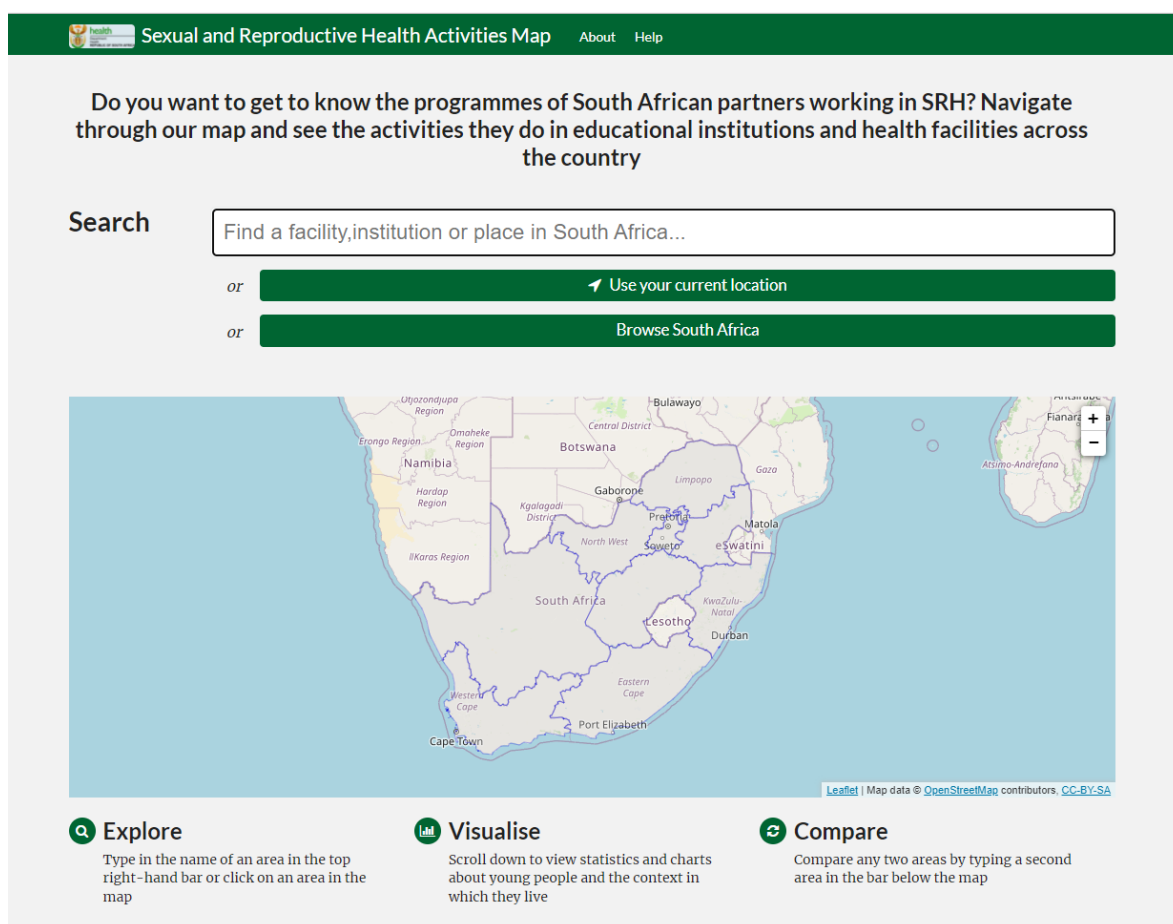 health
Sexual and Reproductive Health Activities Map About Help
Do you want to get to know the programmes of South African partners working in SRH? Navigate
through our map and see the activities they do in educational institutions and health facilities across
the country
Search
Find a facility,institution or place in South Africa...
or
Use your current location
or
Browse South Africa
Otjozondjupa
Region
Bulawayo
+
−
Erongo Region
Omaheke
Region
Central District
Botswana
Namibia
Gaza
Atsimo-Andrefana
Hardap
Region
Gaborone
Limpopo
Kgalagadi
District
Pretoria
Matola
North West
Soweto
eSwatini
IlKaras Region
South Africa
KwaZulu-
Natal
Lesotho
Durban
Eastern
Cape
Western
Cape
Port Elizabeth
Cape Town
Leaflet | Map data © OpenStreetMap contributors, CC-BY-SA
Explore
Type in the name of an area in the top
right-hand bar or click on an area in the
map
Visualise
Scroll down to view statistics and charts
about young people and the context in
which they live
Compare
Compare any two areas by typing a second
area in the bar below the map